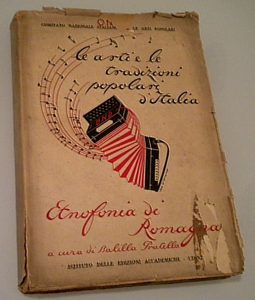 COMITATO NAZIONALE ITALIANO
LE ARTI POPOLARI
le arti e le
tradizioni
popolari
d'Italia
Etnofonia di
Romagna
a cura di Balilla Pratella
ISTITUTO DELLE EDIZIONI ACCADEMICHE - UDINE